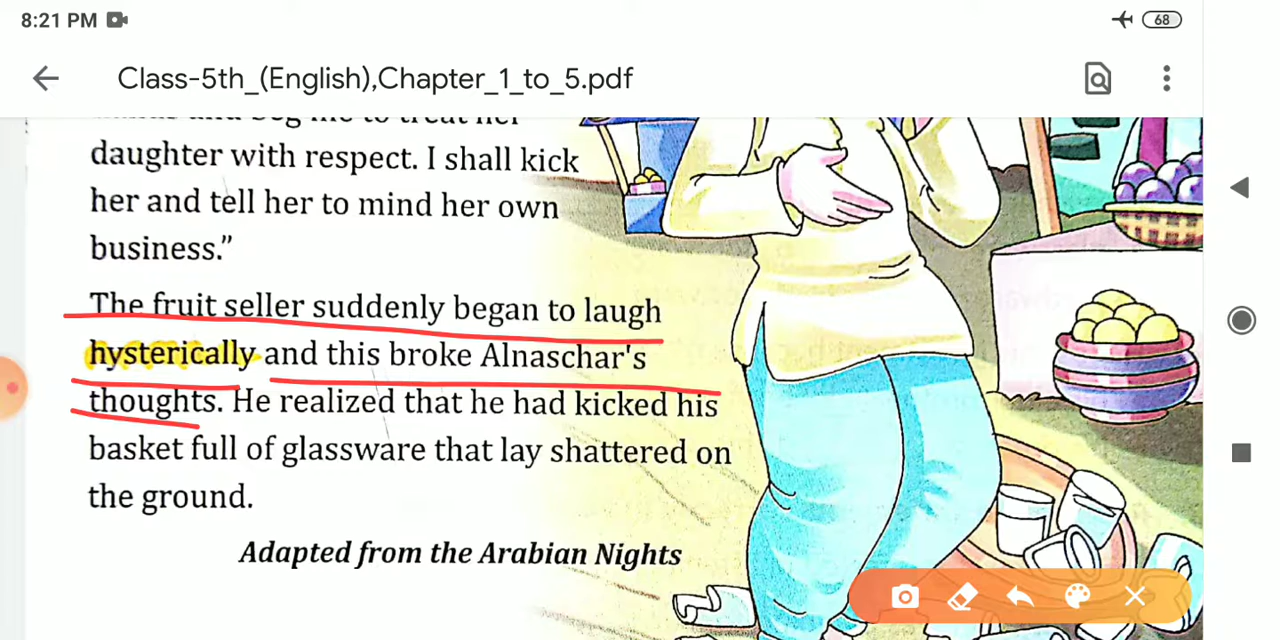 8:21 PM
68
Class-5th_(English),Chapter_1_to_5.pdf
daughter with respect. I shall kick
her and tell her to mind her own
business.”
The fruit seller suddenly began to laugh
hysterically and this broke Alnaschar's
thoughts. He realized that he had kicked his
basket full of glassware that lay shattered on
the ground.
Adapted from the Arabian Nights